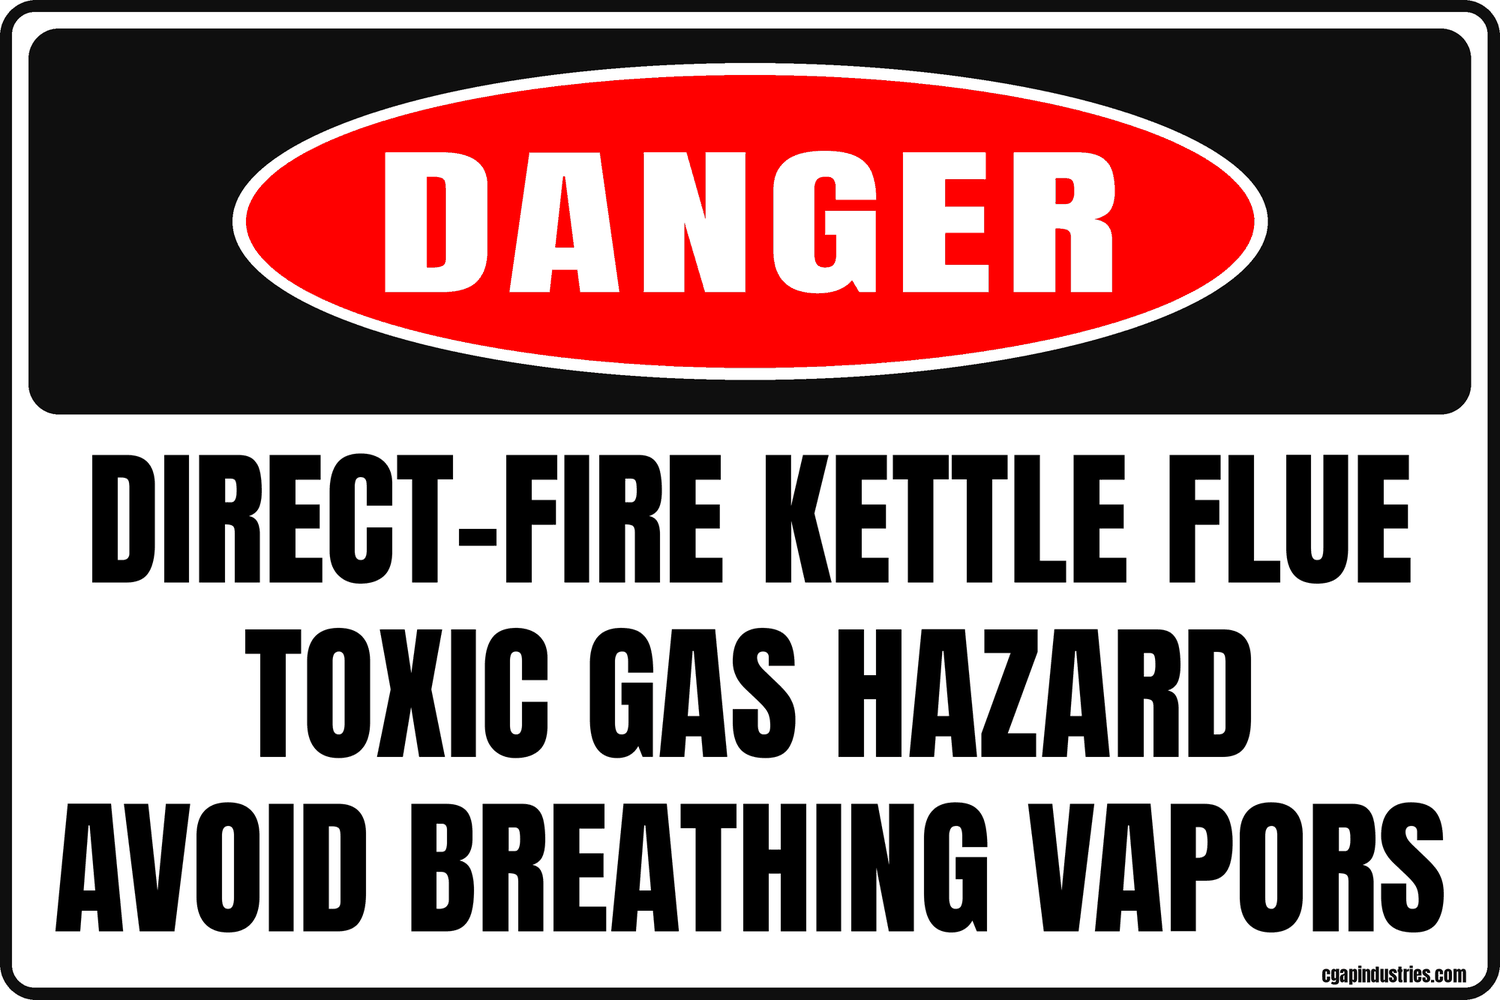 DANGER
DIRECT-FIRE KETTLE FLUE
TOXIC GAS HAZARD
AVOID BREATHING VAPORS
cgapindustries.com